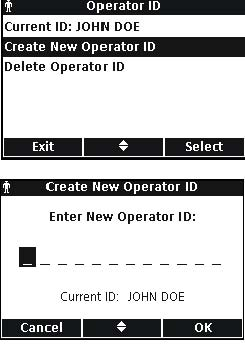 Operator ID
Current ID: JOHN DOE
Create New Operator ID
Delete Operator ID
Exit Select
Create New Operator ID
Enter New Operator ID:
_ _ _ _ _ _ _ _ _ _ _
Current ID: JOHN DOE
Cancel OK